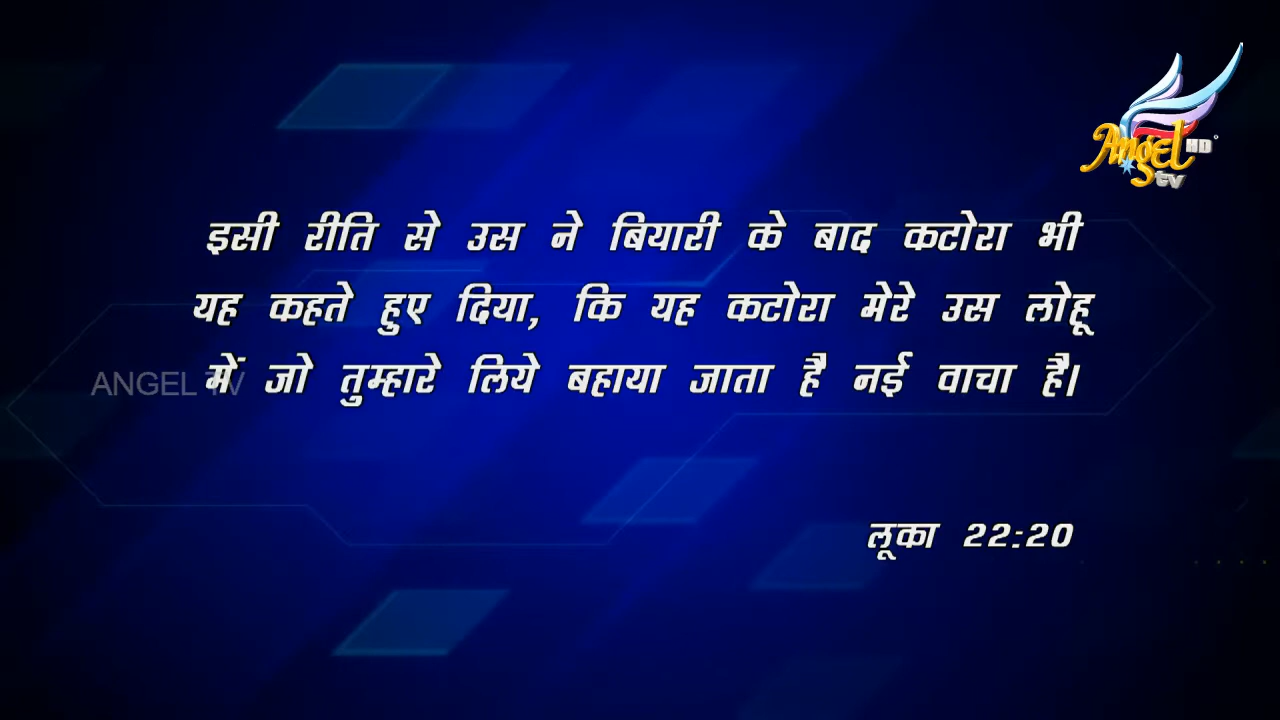 Angel HD
tv
इसी रीति से उस ने बियारी के बाद कटोरा भी
यह कहते हुए दिया, कि यह कटोरा मेरे उस लोहू
में जो तुम्हारे लिये बहाया जाता है नई वाचा है।
ANGEL TV
लूका 22:20